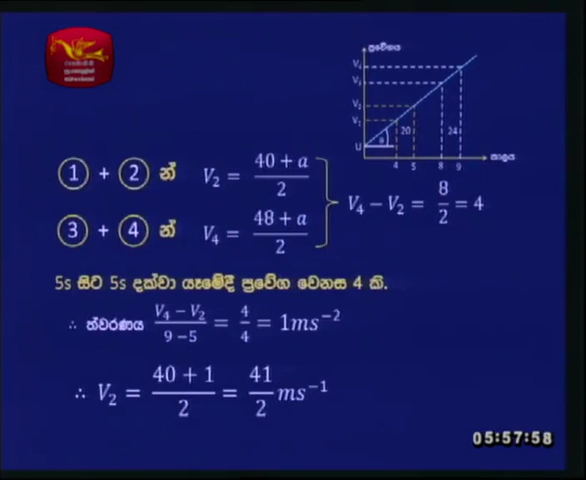 ප්‍රවේගය
V₄
V₃
V₂
V₁
U
θ
20
24
4 5 8 9
කාලය
① + ② න් V₂ = (40 + a)/2
③ + ④ න් V₄ = (48 + a)/2
V₄ − V₂ = 8/2 = 4
5s සිට 5s දක්වා යෑමේදී ප්‍රවේග වෙනස 4 කි.
∴ ත්වරණය (V₄ − V₂)/(9 − 5) = 4/4 = 1ms⁻²
∴ V₂ = (40 + 1)/2 = 41/2 ms⁻¹
05:57:58